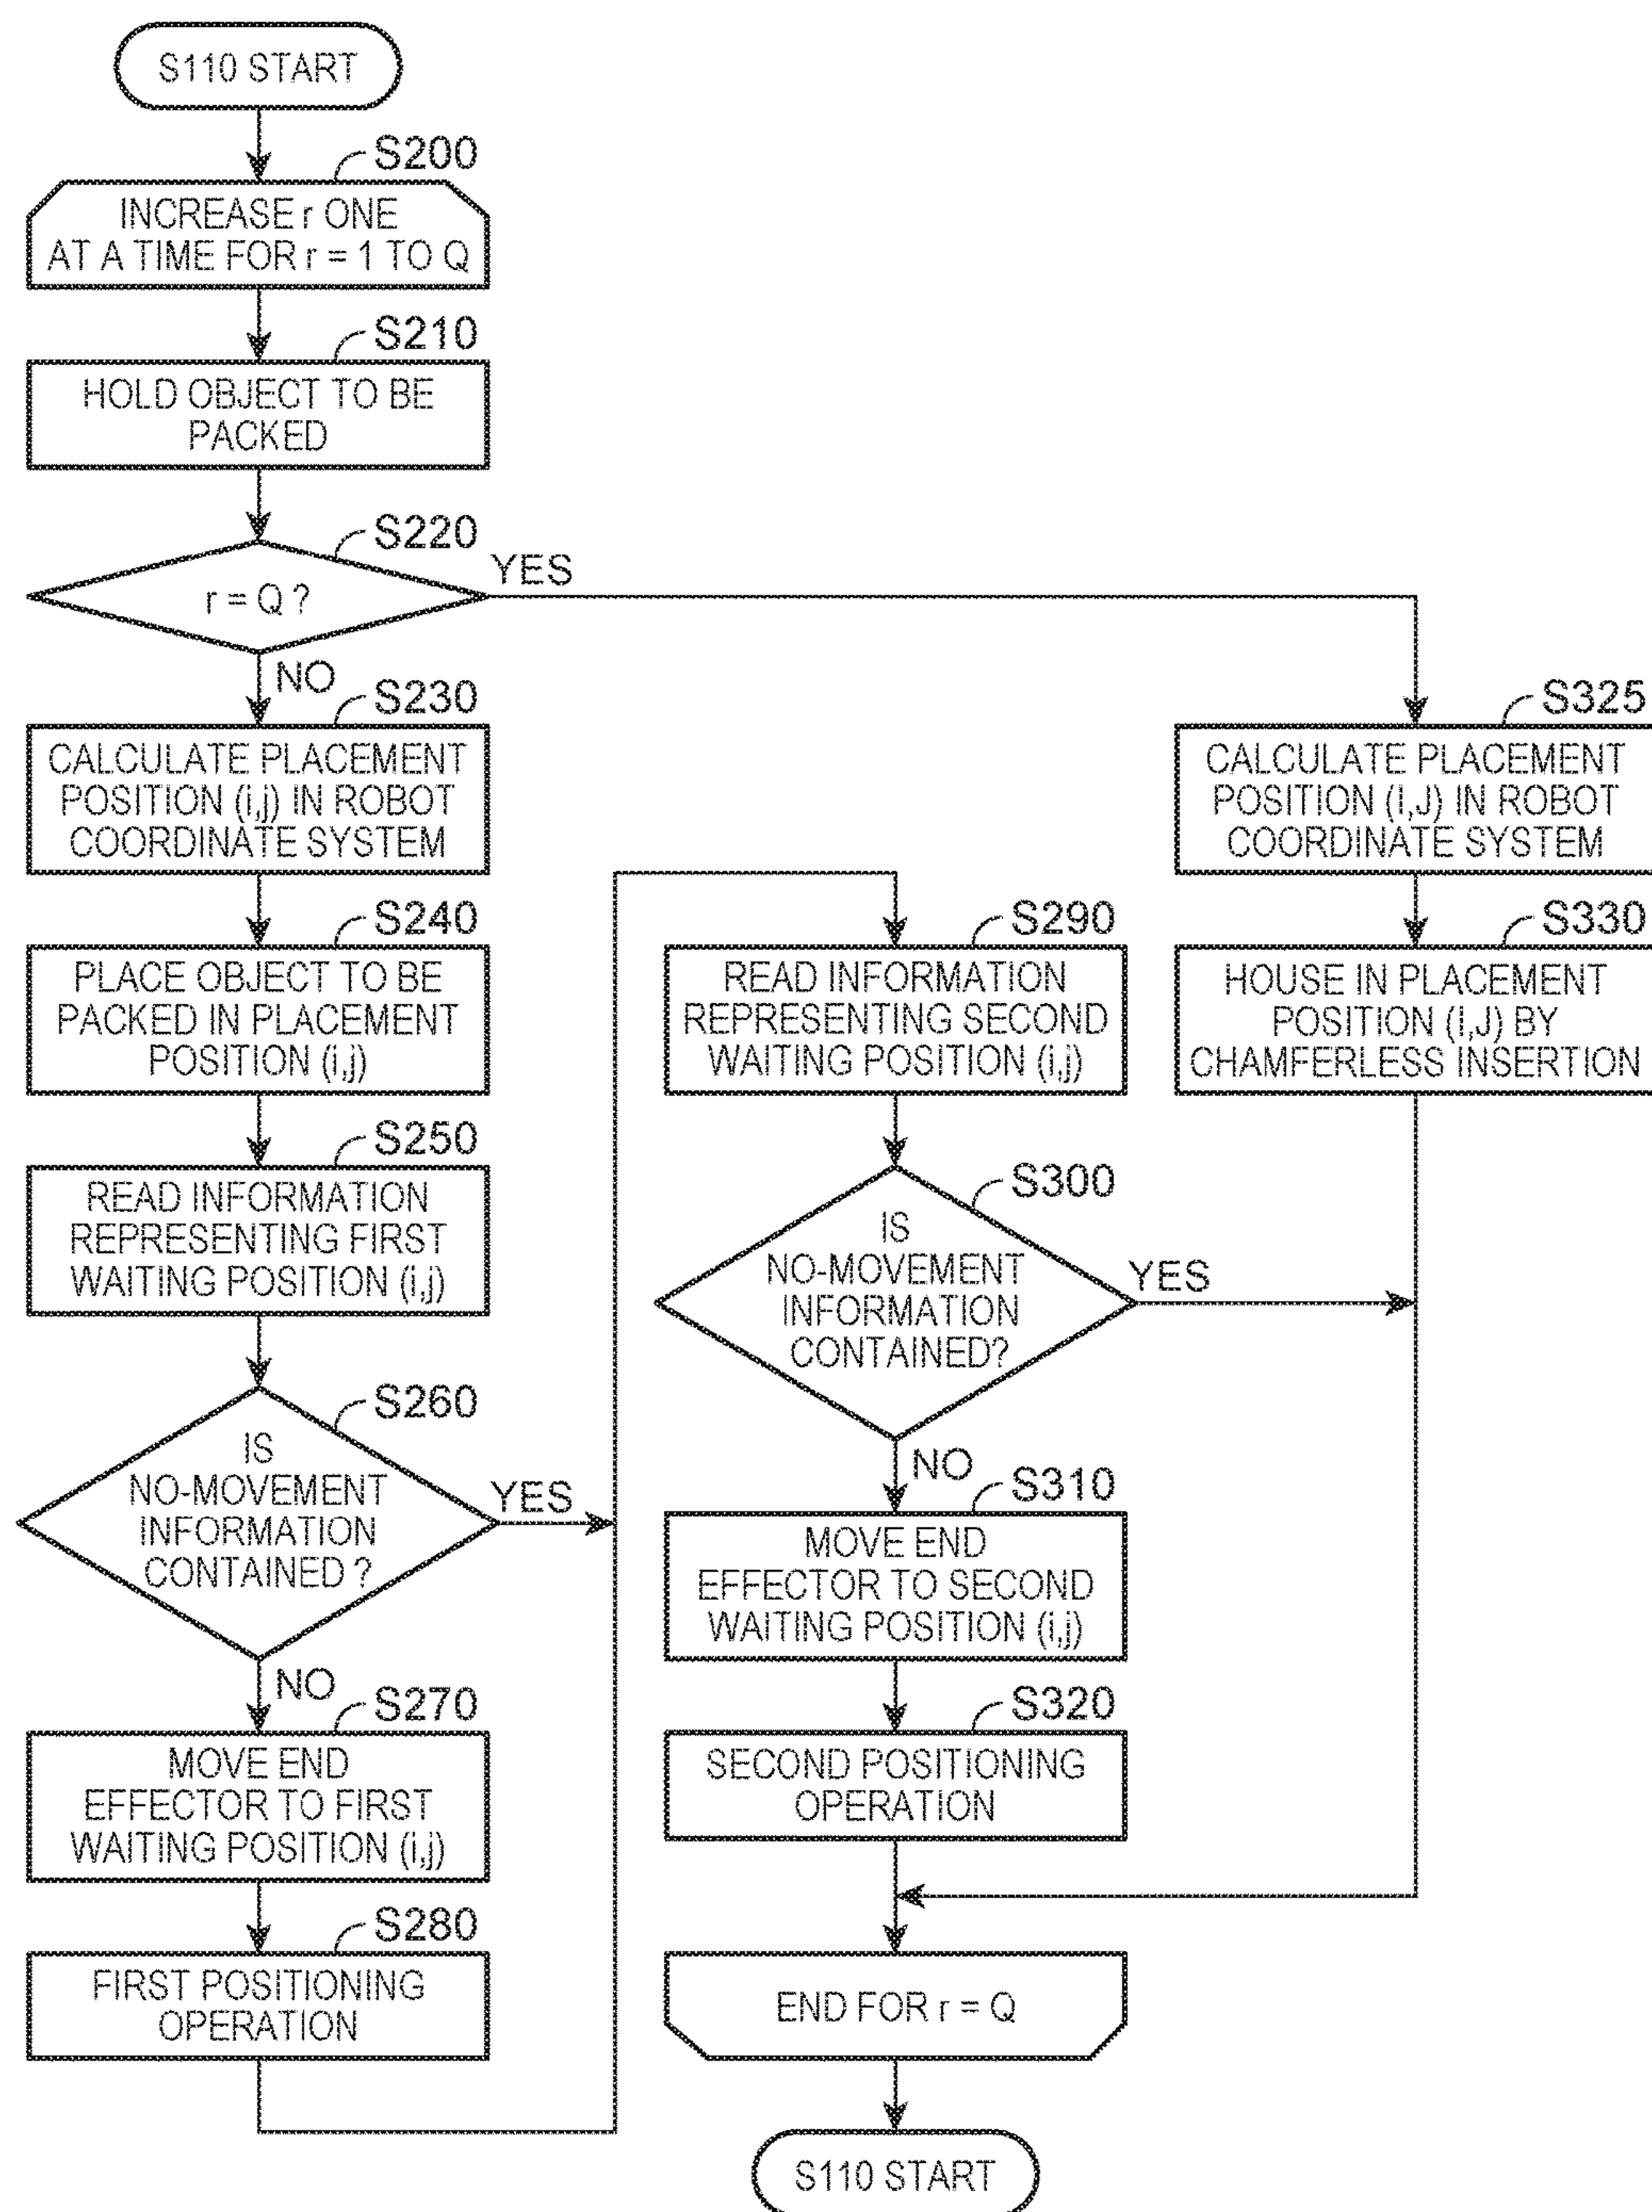 S110 START
S200
INCREASE r ONE
AT A TIME FOR r = 1 TO Q
S210
HOLD OBJECT TO BE
PACKED
S220
r = Q ?
YES
NO
S230
CALCULATE PLACEMENT
POSITION (i,j) IN ROBOT
COORDINATE SYSTEM
S240
PLACE OBJECT TO BE
PACKED IN PLACEMENT
POSITION (i,j)
S250
READ INFORMATION
REPRESENTING FIRST
WAITING POSITION (i,j)
S260
IS
NO-MOVEMENT
INFORMATION
CONTAINED ?
YES
NO
S270
MOVE END
EFFECTOR TO FIRST
WAITING POSITION (i,j)
S280
FIRST POSITIONING
OPERATION
S290
READ INFORMATION
REPRESENTING SECOND
WAITING POSITION (i,j)
S300
IS
NO-MOVEMENT
INFORMATION
CONTAINED?
YES
NO
S310
MOVE END
EFFECTOR TO SECOND
WAITING POSITION (i,j)
S320
SECOND POSITIONING
OPERATION
S325
CALCULATE PLACEMENT
POSITION (I,J) IN ROBOT
COORDINATE SYSTEM
S330
HOUSE IN PLACEMENT
POSITION (I,J) BY
CHAMFERLESS INSERTION
END FOR r = Q
S110 START